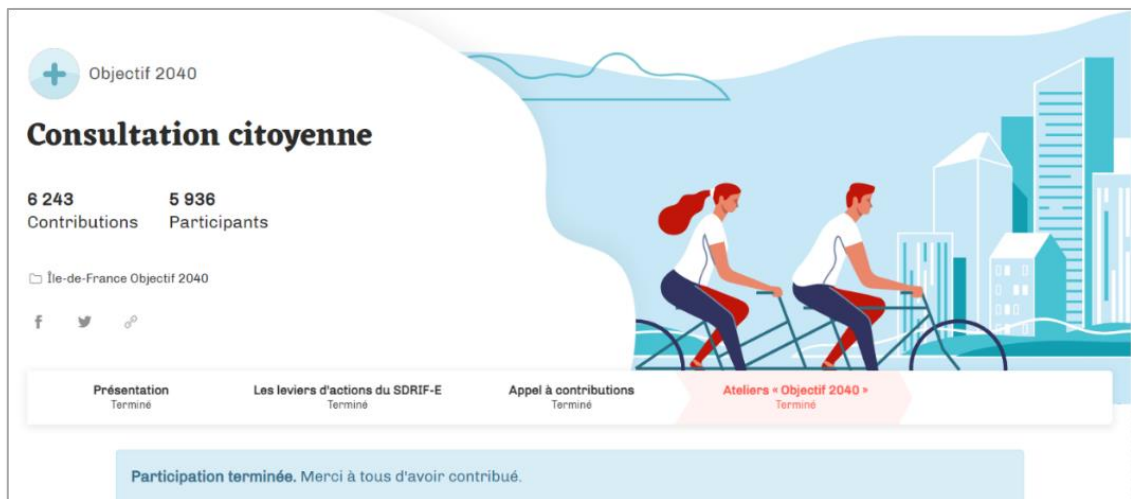 Objectif 2040
Consultation citoyenne
6 243 5 936
Contributions Participants
Île-de-France Objectif 2040
Présentation Les leviers d'actions du SDRIF-E Appel à contributions Ateliers « Objectif 2040 »
Terminé Terminé Terminé Terminé
Participation terminée. Merci à tous d'avoir contribué.